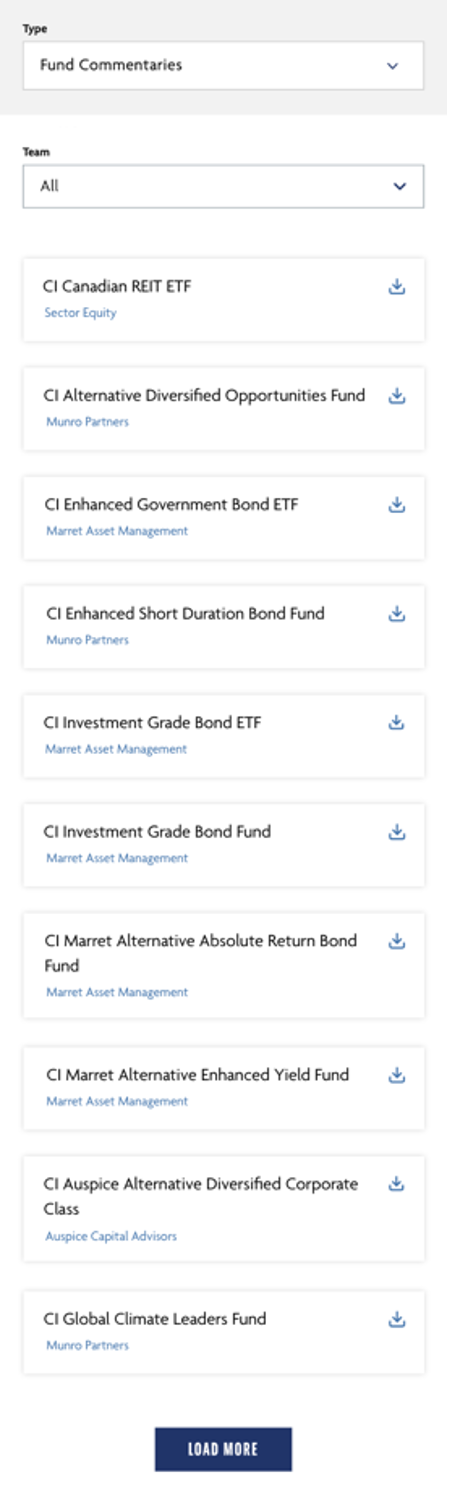 Type
Fund Commentaries
Team
All
CI Canadian REIT ETF
Sector Equity
CI Alternative Diversified Opportunities Fund
Munro Partners
CI Enhanced Government Bond ETF
Marret Asset Management
CI Enhanced Short Duration Bond Fund
Munro Partners
CI Investment Grade Bond ETF
Marret Asset Management
CI Investment Grade Bond Fund
Marret Asset Management
CI Marret Alternative Absolute Return Bond
Fund
Marret Asset Management
CI Marret Alternative Enhanced Yield Fund
Marret Asset Management
CI Auspice Alternative Diversified Corporate
Class
Auspice Capital Advisors
CI Global Climate Leaders Fund
Munro Partners
LOAD MORE